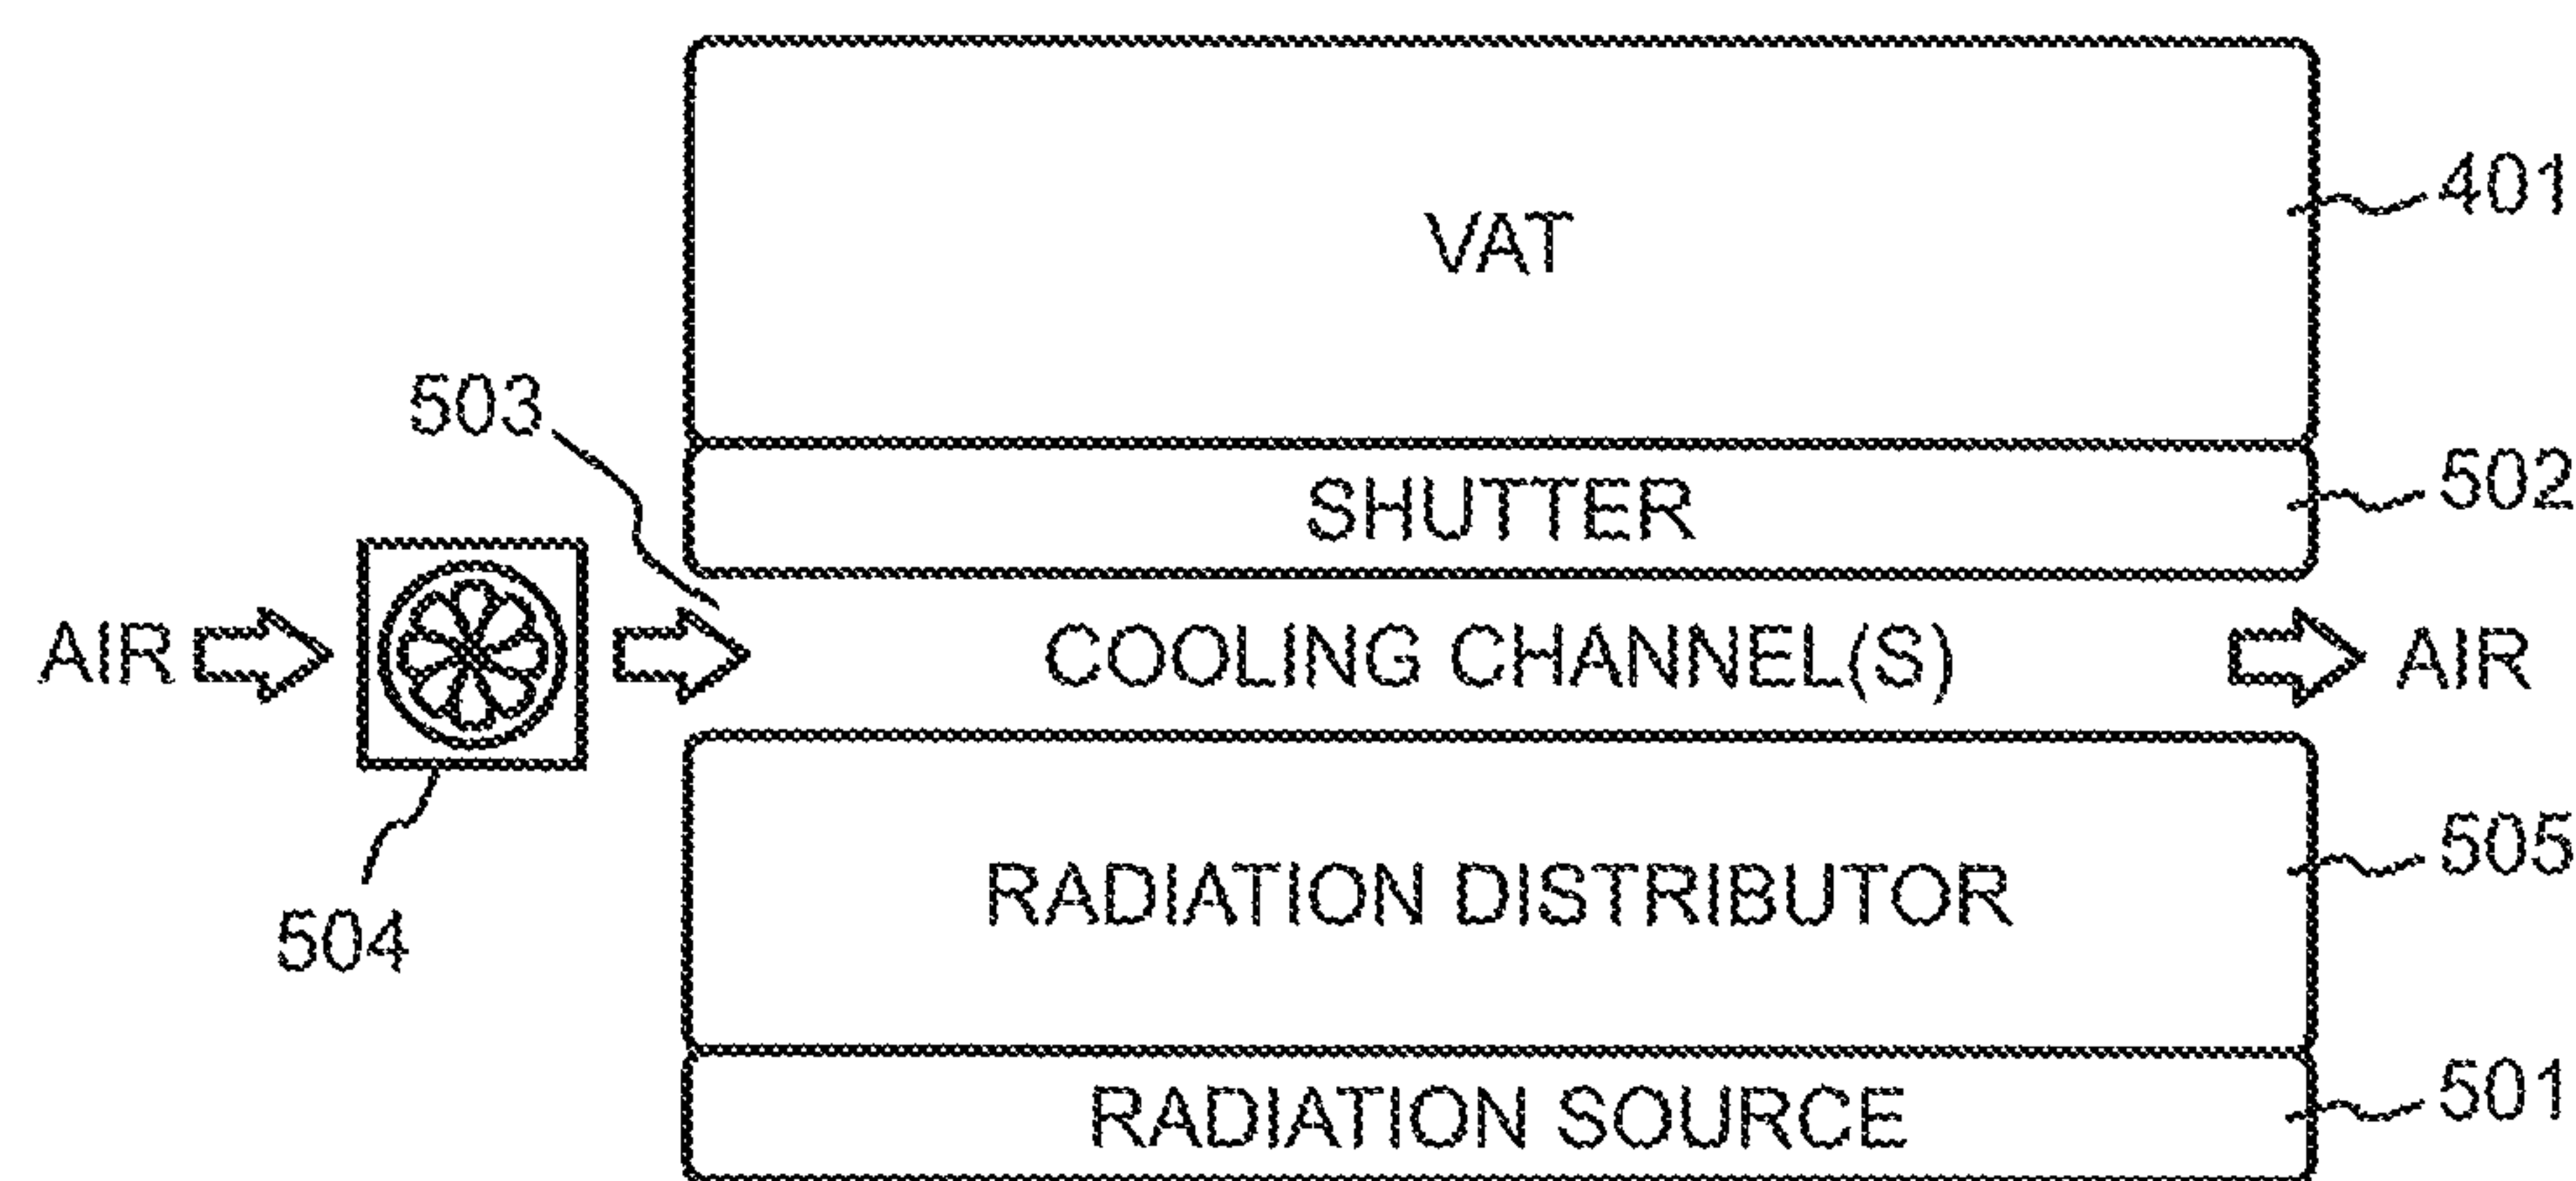 VAT
401
503
SHUTTER
502
AIR
COOLING CHANNEL(S)
AIR
504
RADIATION DISTRIBUTOR
505
RADIATION SOURCE
501